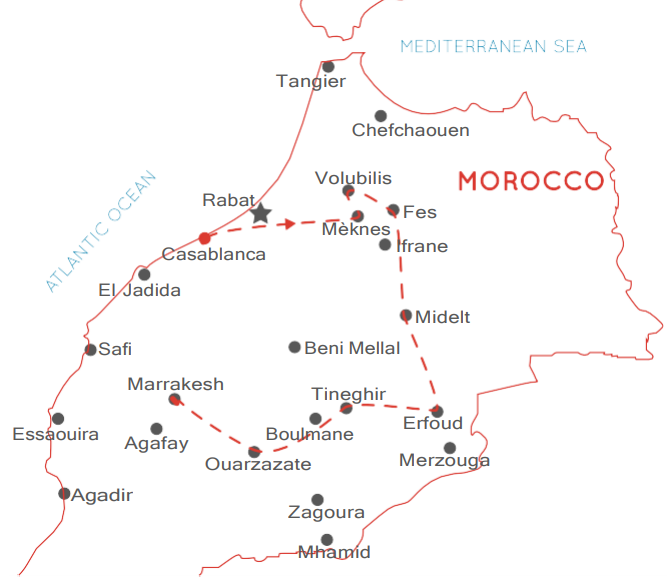 MEDITERRANEAN SEA
Tangier
Chefchaouen
Volubilis
MOROCCO
ATLANTIC OCEAN
Rabat
Fes
Mèknes
Ifrane
Casablanca
El Jadida
Midelt
Safi
Beni Mellal
Marrakesh
Tineghir
Essaouira
Agafay
Boulmane
Erfoud
Ouarzazate
Merzouga
Agadir
Zagoura
Mhamid